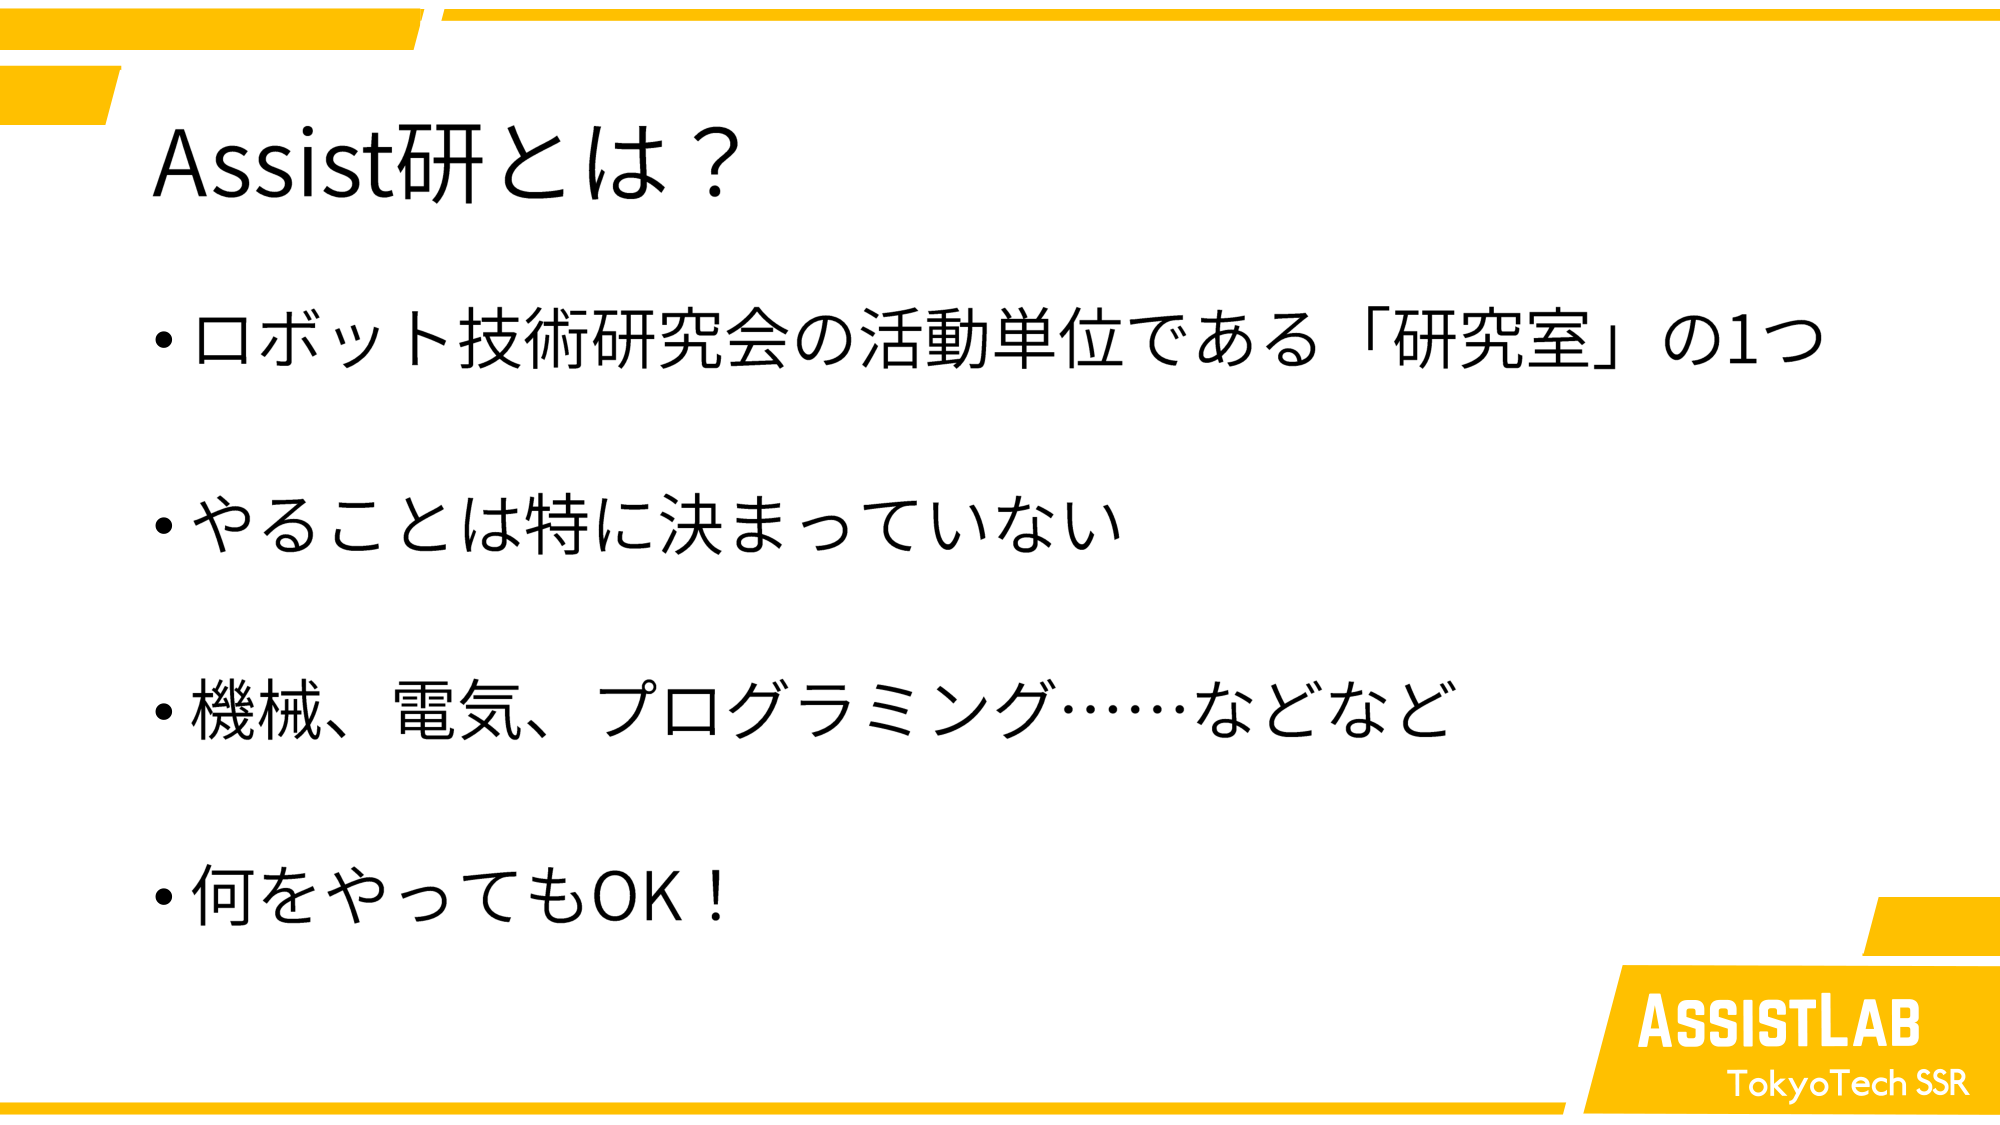 Assist研とは？
• ロボット技術研究会の活動単位である「研究室」の1つ
• やることは特に決まっていない
• 機械、電気、プログラミング……などなど
• 何をやってもOK！
ASSISTLAB
TokyoTech SSR